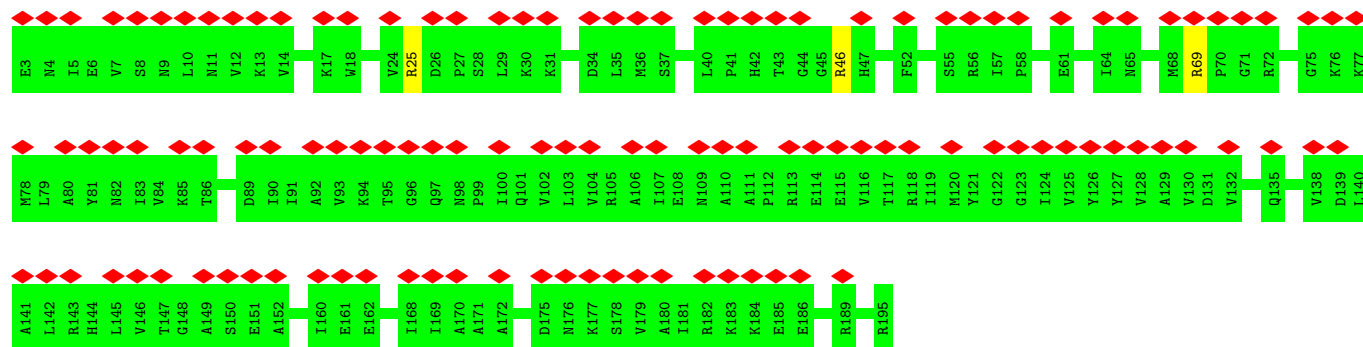 E3 N4 I5 E6 V7 S8 N9 L10 N11 V12 K13 V14 K17 W18 V24 R25 D26 P27 S28 L29 K30 K31 D34 L35 M36 S37 L40 P41 H42 T43 G44 G45 R46 H47 F52 S55 R56 I57 P58 E61 I64 N65 M68 R69 P70 G71 R72 G75 K76 K77
M78 L79 A80 Y81 N82 I83 V84 K85 T86 D89 I90 I91 A92 V93 K94 T95 G96 Q97 N98 P99 I100 Q101 V102 L103 V104 R105 A106 I107 E108 N109 A110 A111 P112 R113 E114 E115 V116 T117 R118 I119 M120 Y121 G122 G123 I124 V125 Y126 Y127 V128 A129 V130 D131 V132 Q135 V138 D139 L140
A141 L142 R143 H144 L145 V146 T147 G148 A149 S150 E151 A152 I160 E161 E162 I168 I169 A170 A171 A172 D175 N176 K177 S178 V179 A180 I181 R182 K183 K184 E185 E186 R189 R195